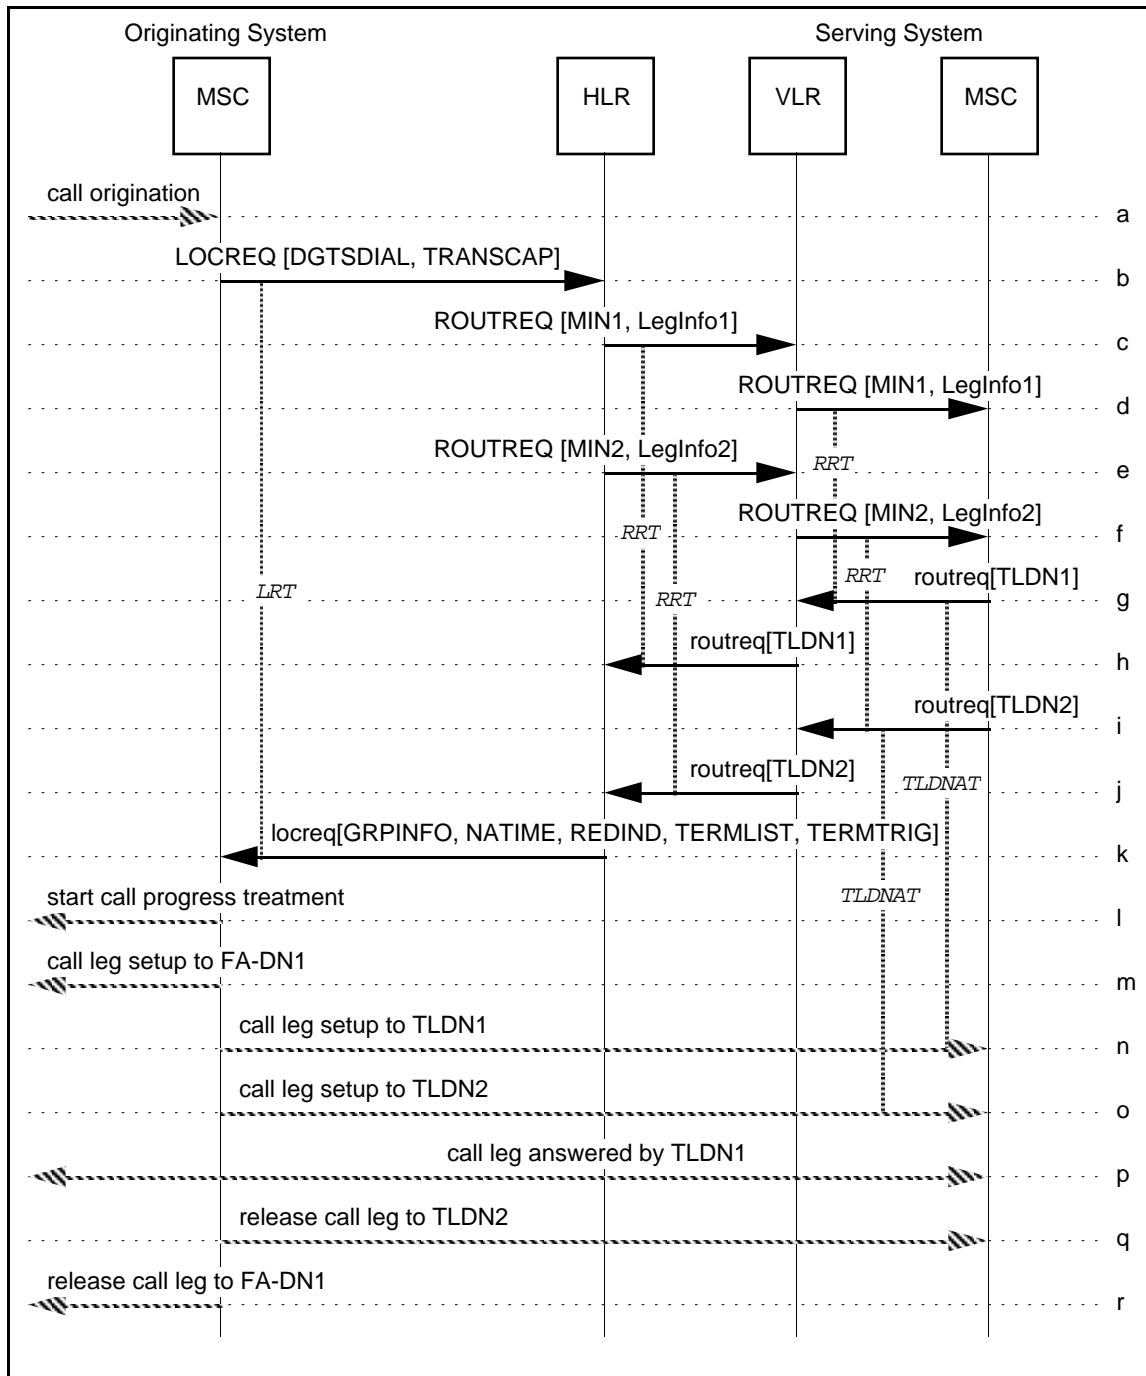 Originating System
Serving System
MSC
HLR
VLR
MSC
call origination
a
LOCREQ [DGTSDIAL, TRANSCAP]
b
ROUTREQ [MIN1, LegInfo1]
c
ROUTREQ [MIN1, LegInfo1]
d
ROUTREQ [MIN2, LegInfo2]
RRT
e
ROUTREQ [MIN2, LegInfo2]
RRT
f
RRT
routreq[TLDN1]
LRT
RRT
g
routreq[TLDN1]
h
routreq[TLDN2]
i
routreq[TLDN2]
TLDNAT
j
locreq[GRPINFO, NATIME, REDIND, TERMLIST, TERMTRIG]
k
start call progress treatment
TLDNAT
l
call leg setup to FA-DN1
m
call leg setup to TLDN1
n
call leg setup to TLDN2
o
call leg answered by TLDN1
p
release call leg to TLDN2
q
release call leg to FA-DN1
r